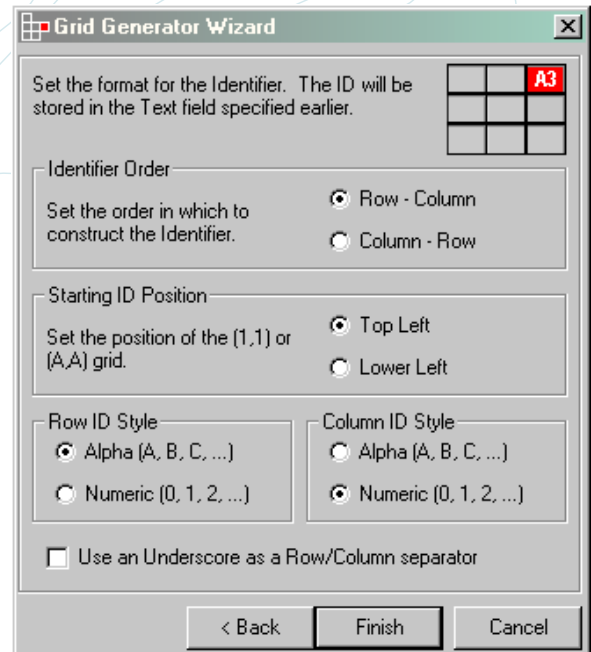 Grid Generator Wizard
Set the format for the Identifier. The ID will be
stored in the Text field specified earlier.
A3
Identifier Order
Set the order in which to
construct the Identifier.
Row - Column
Column - Row
Starting ID Position
Set the position of the (1,1) or
(A,A) grid.
Top Left
Lower Left
Row ID Style
Alpha (A, B, C, ...)
Numeric (0, 1, 2, ...)
Column ID Style
Alpha (A, B, C, ...)
Numeric (0, 1, 2, ...)
Use an Underscore as a Row/Column separator
< Back
Finish
Cancel